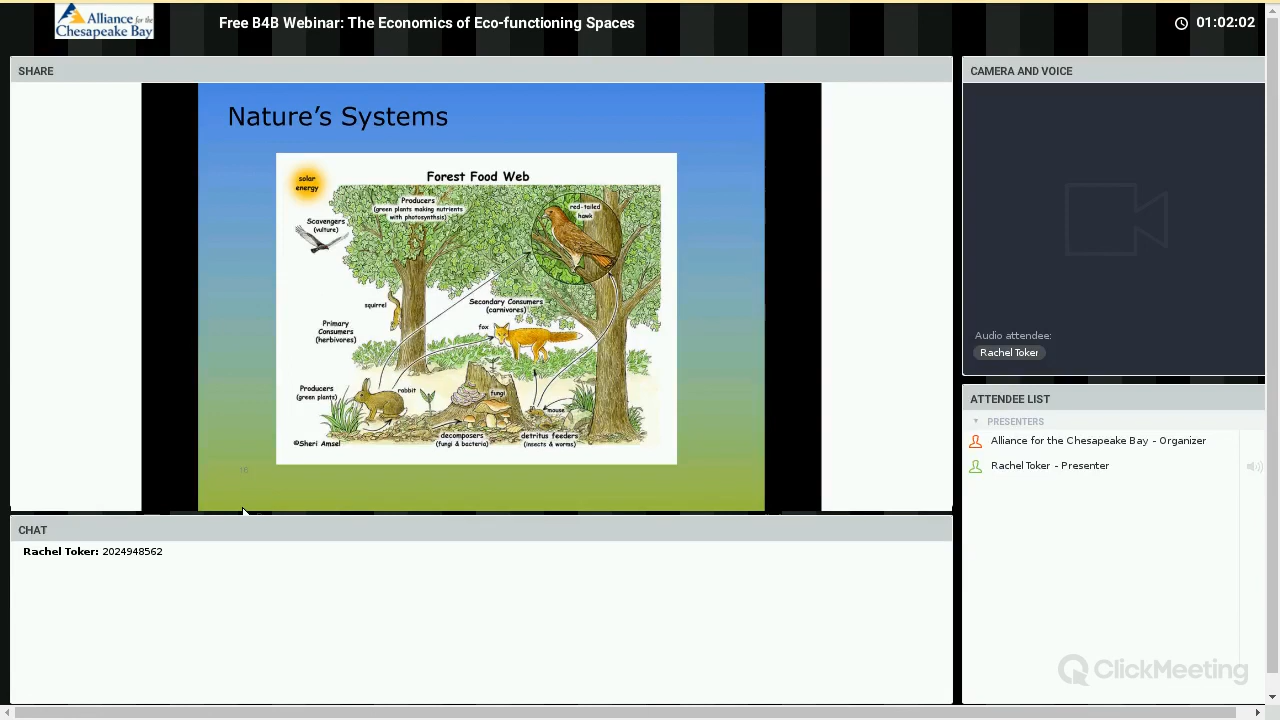 Alliance for the
Chesapeake Bay
Free B4B Webinar: The Economics of Eco-functioning Spaces
01:02:02
SHARE
Nature's Systems
Forest Food Web
solar
energy
Producers
(green plants making nutrients
with photosynthsis)
red-tailed
hawk
Scavengers
(vulture)
squirrel
Secondary Consumers
(carnivores)
Primary
Consumers
(herbivores)
fox
Producers
(green plants)
rabbit
fungi
mouse
©Sheri Amsel
decomposers
(fungi & bacteria)
detritus feeders
(insects & worms)
16
CHAT
Rachel Toker: 2024948562
CAMERA AND VOICE
Audio attendee:
Rachel Toker
ATTENDEE LIST
PRESENTERS
Alliance for the Chesapeake Bay - Organizer
Rachel Toker - Presenter
ClickMeeting